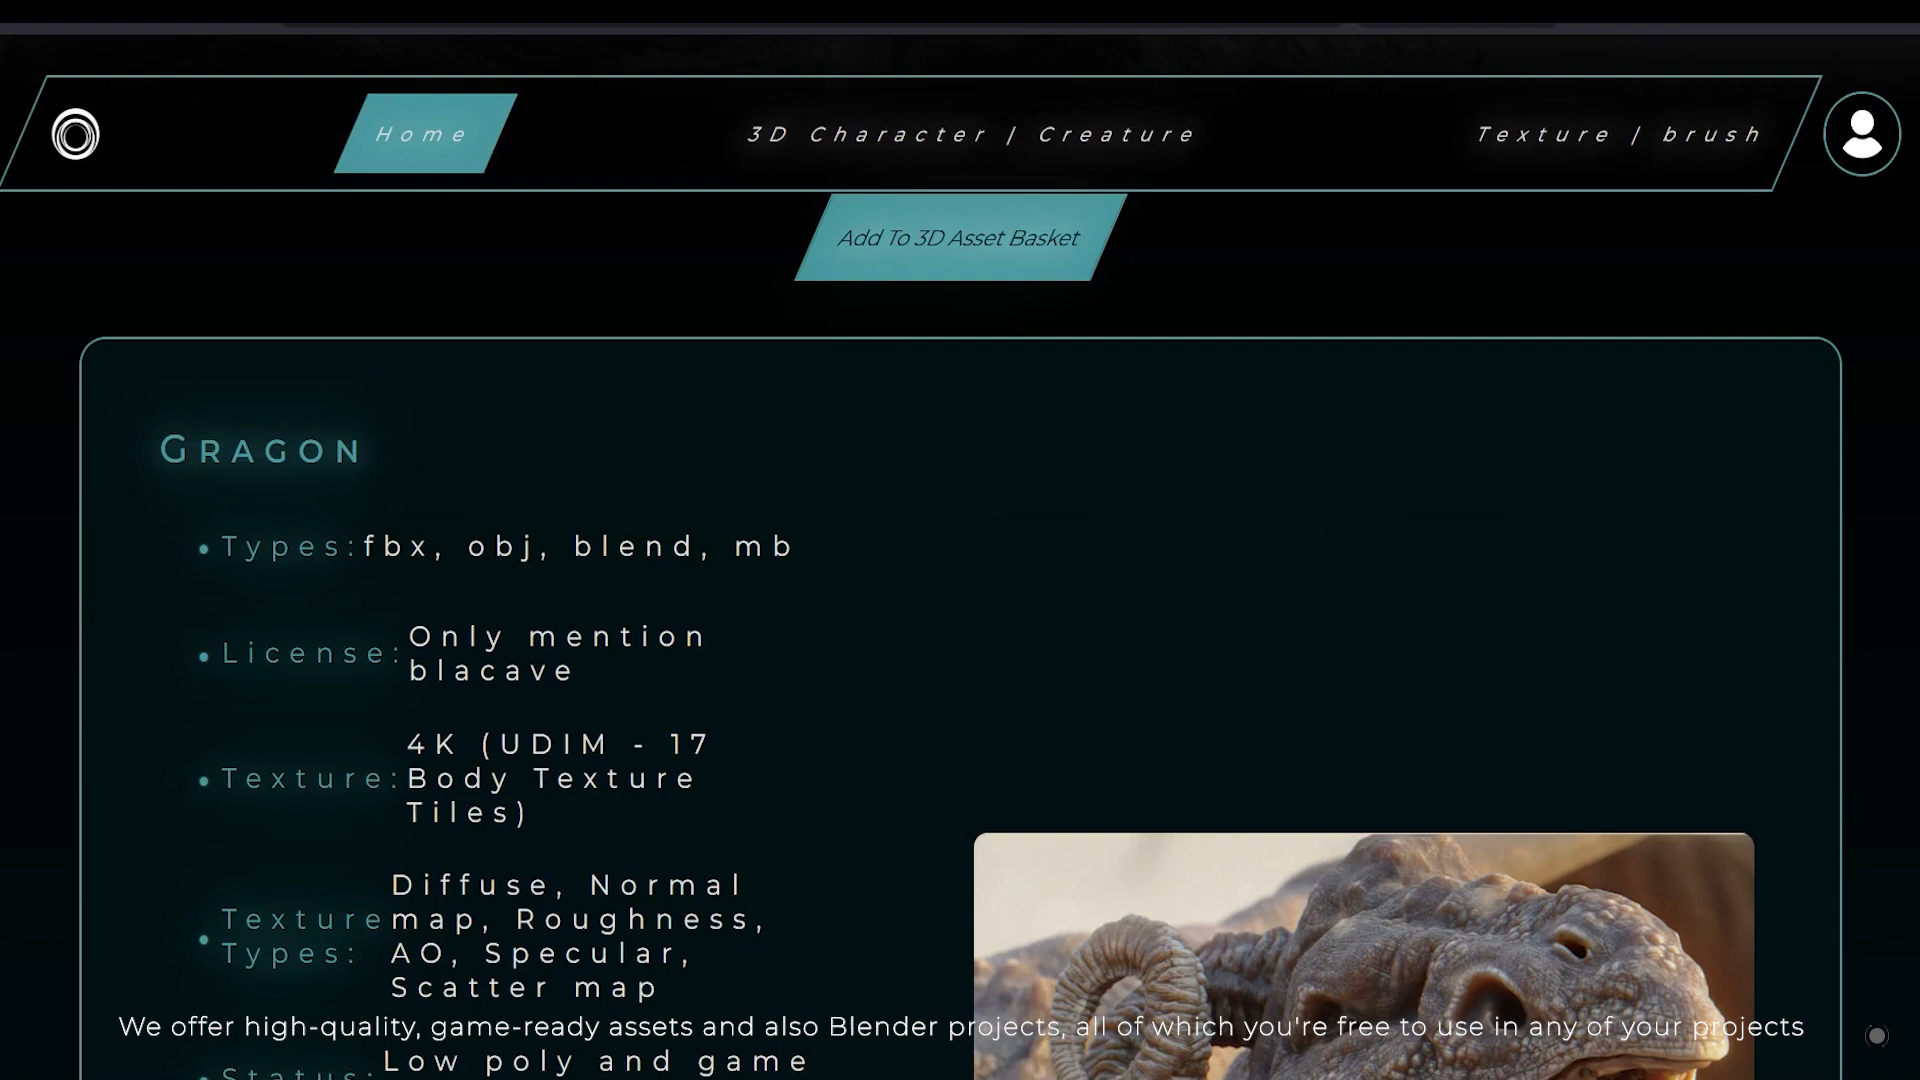 Home
3D Character | Creature
Texture | brush
Add To 3D Asset Basket
GRAGON
Types: fbx, obj, blend, mb
License: Only mention
blacave
4K (UDIM - 17
Texture: Body Texture
Tiles)
Diffuse, Normal
Texture map, Roughness,
Types: AO, Specular,
Scatter map
We offer high-quality, game-ready assets and also Blender projects, all of which you're free to use in any of your projects
Status: Low poly and game